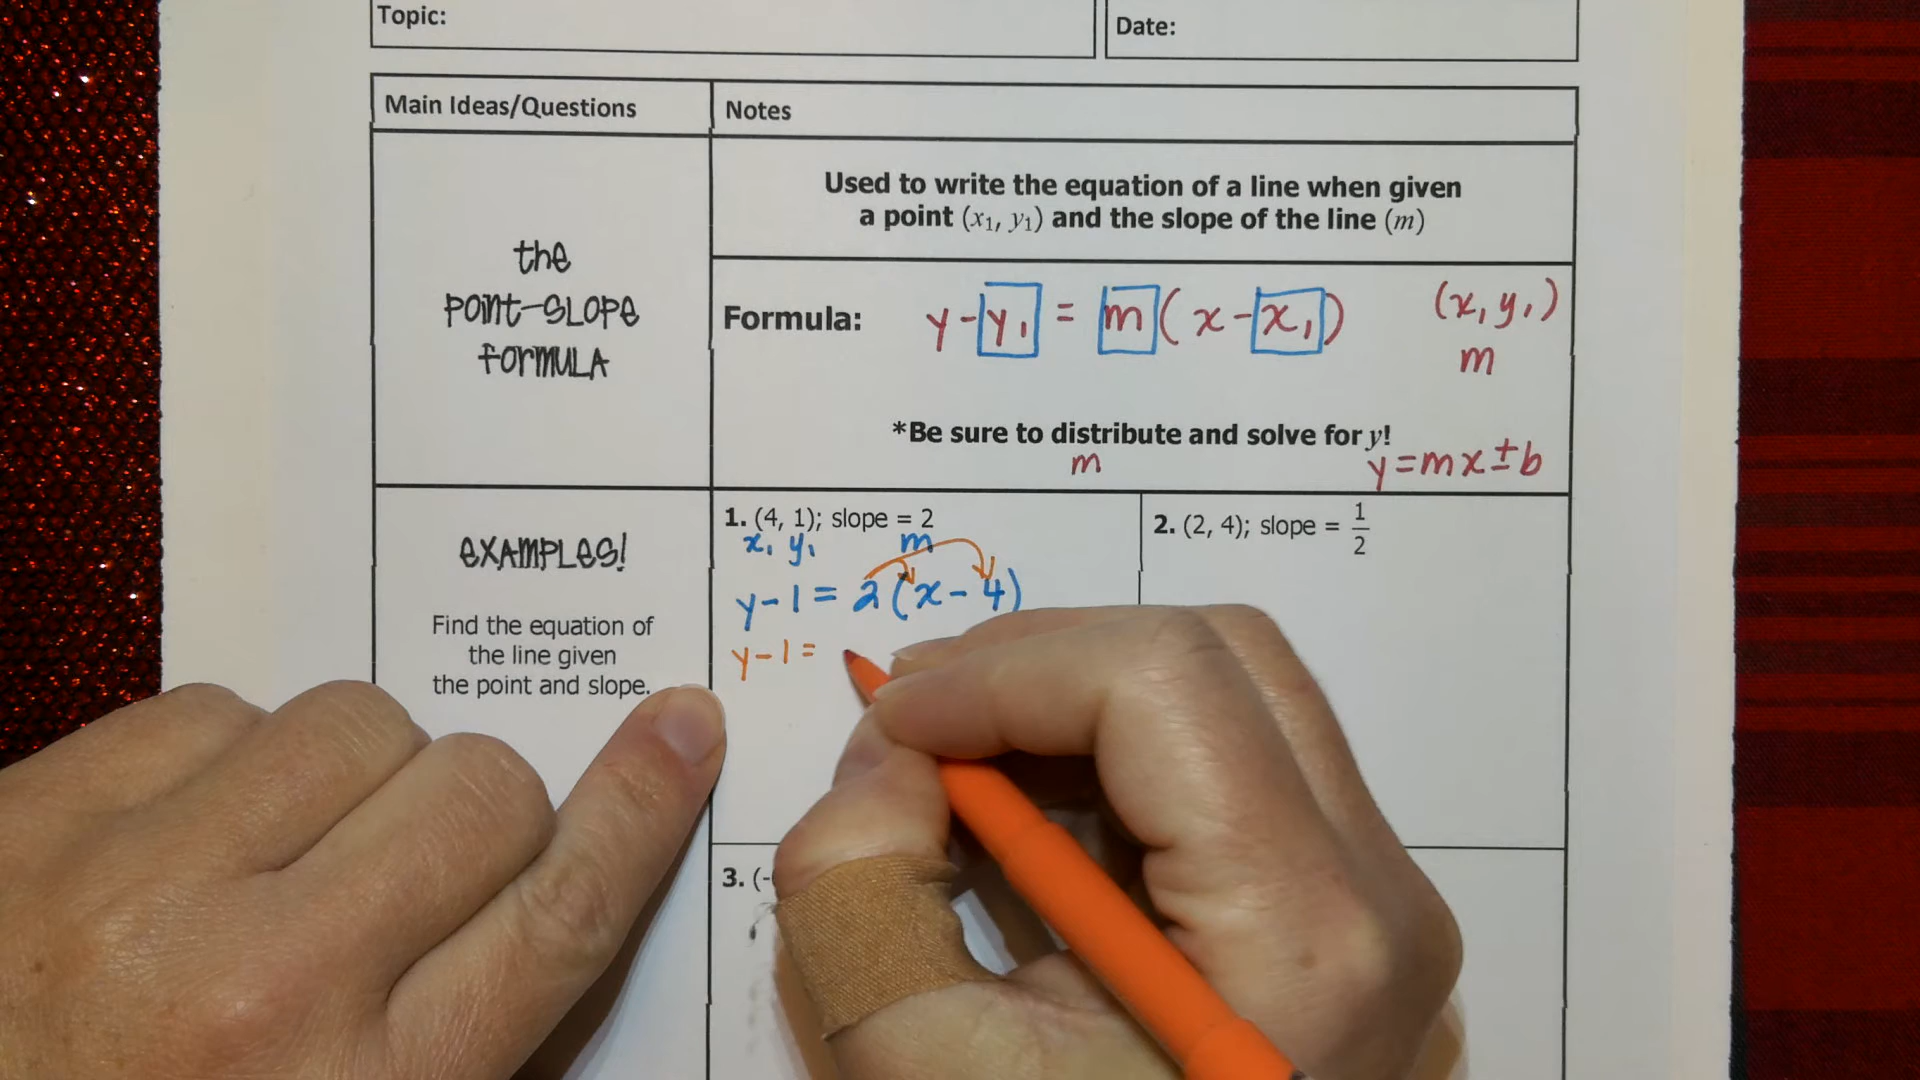 Topic:
Date:
Main Ideas/Questions
Notes
the
POINT-SLOPE
FORMULA
Used to write the equation of a line when given
a point (x₁, y₁) and the slope of the line (m)
Formula: y - y₁ = m(x - x₁)
(x, y₁)
m
*Be sure to distribute and solve for y!
m
y = mx ± b
EXAMPLES!
Find the equation of
the line given
the point and slope.
1. (4, 1); slope = 2
x₁ y₁ m
y - 1 = 2(x - 4)
y - 1 =
2. (2, 4); slope = 1/2
3. (-